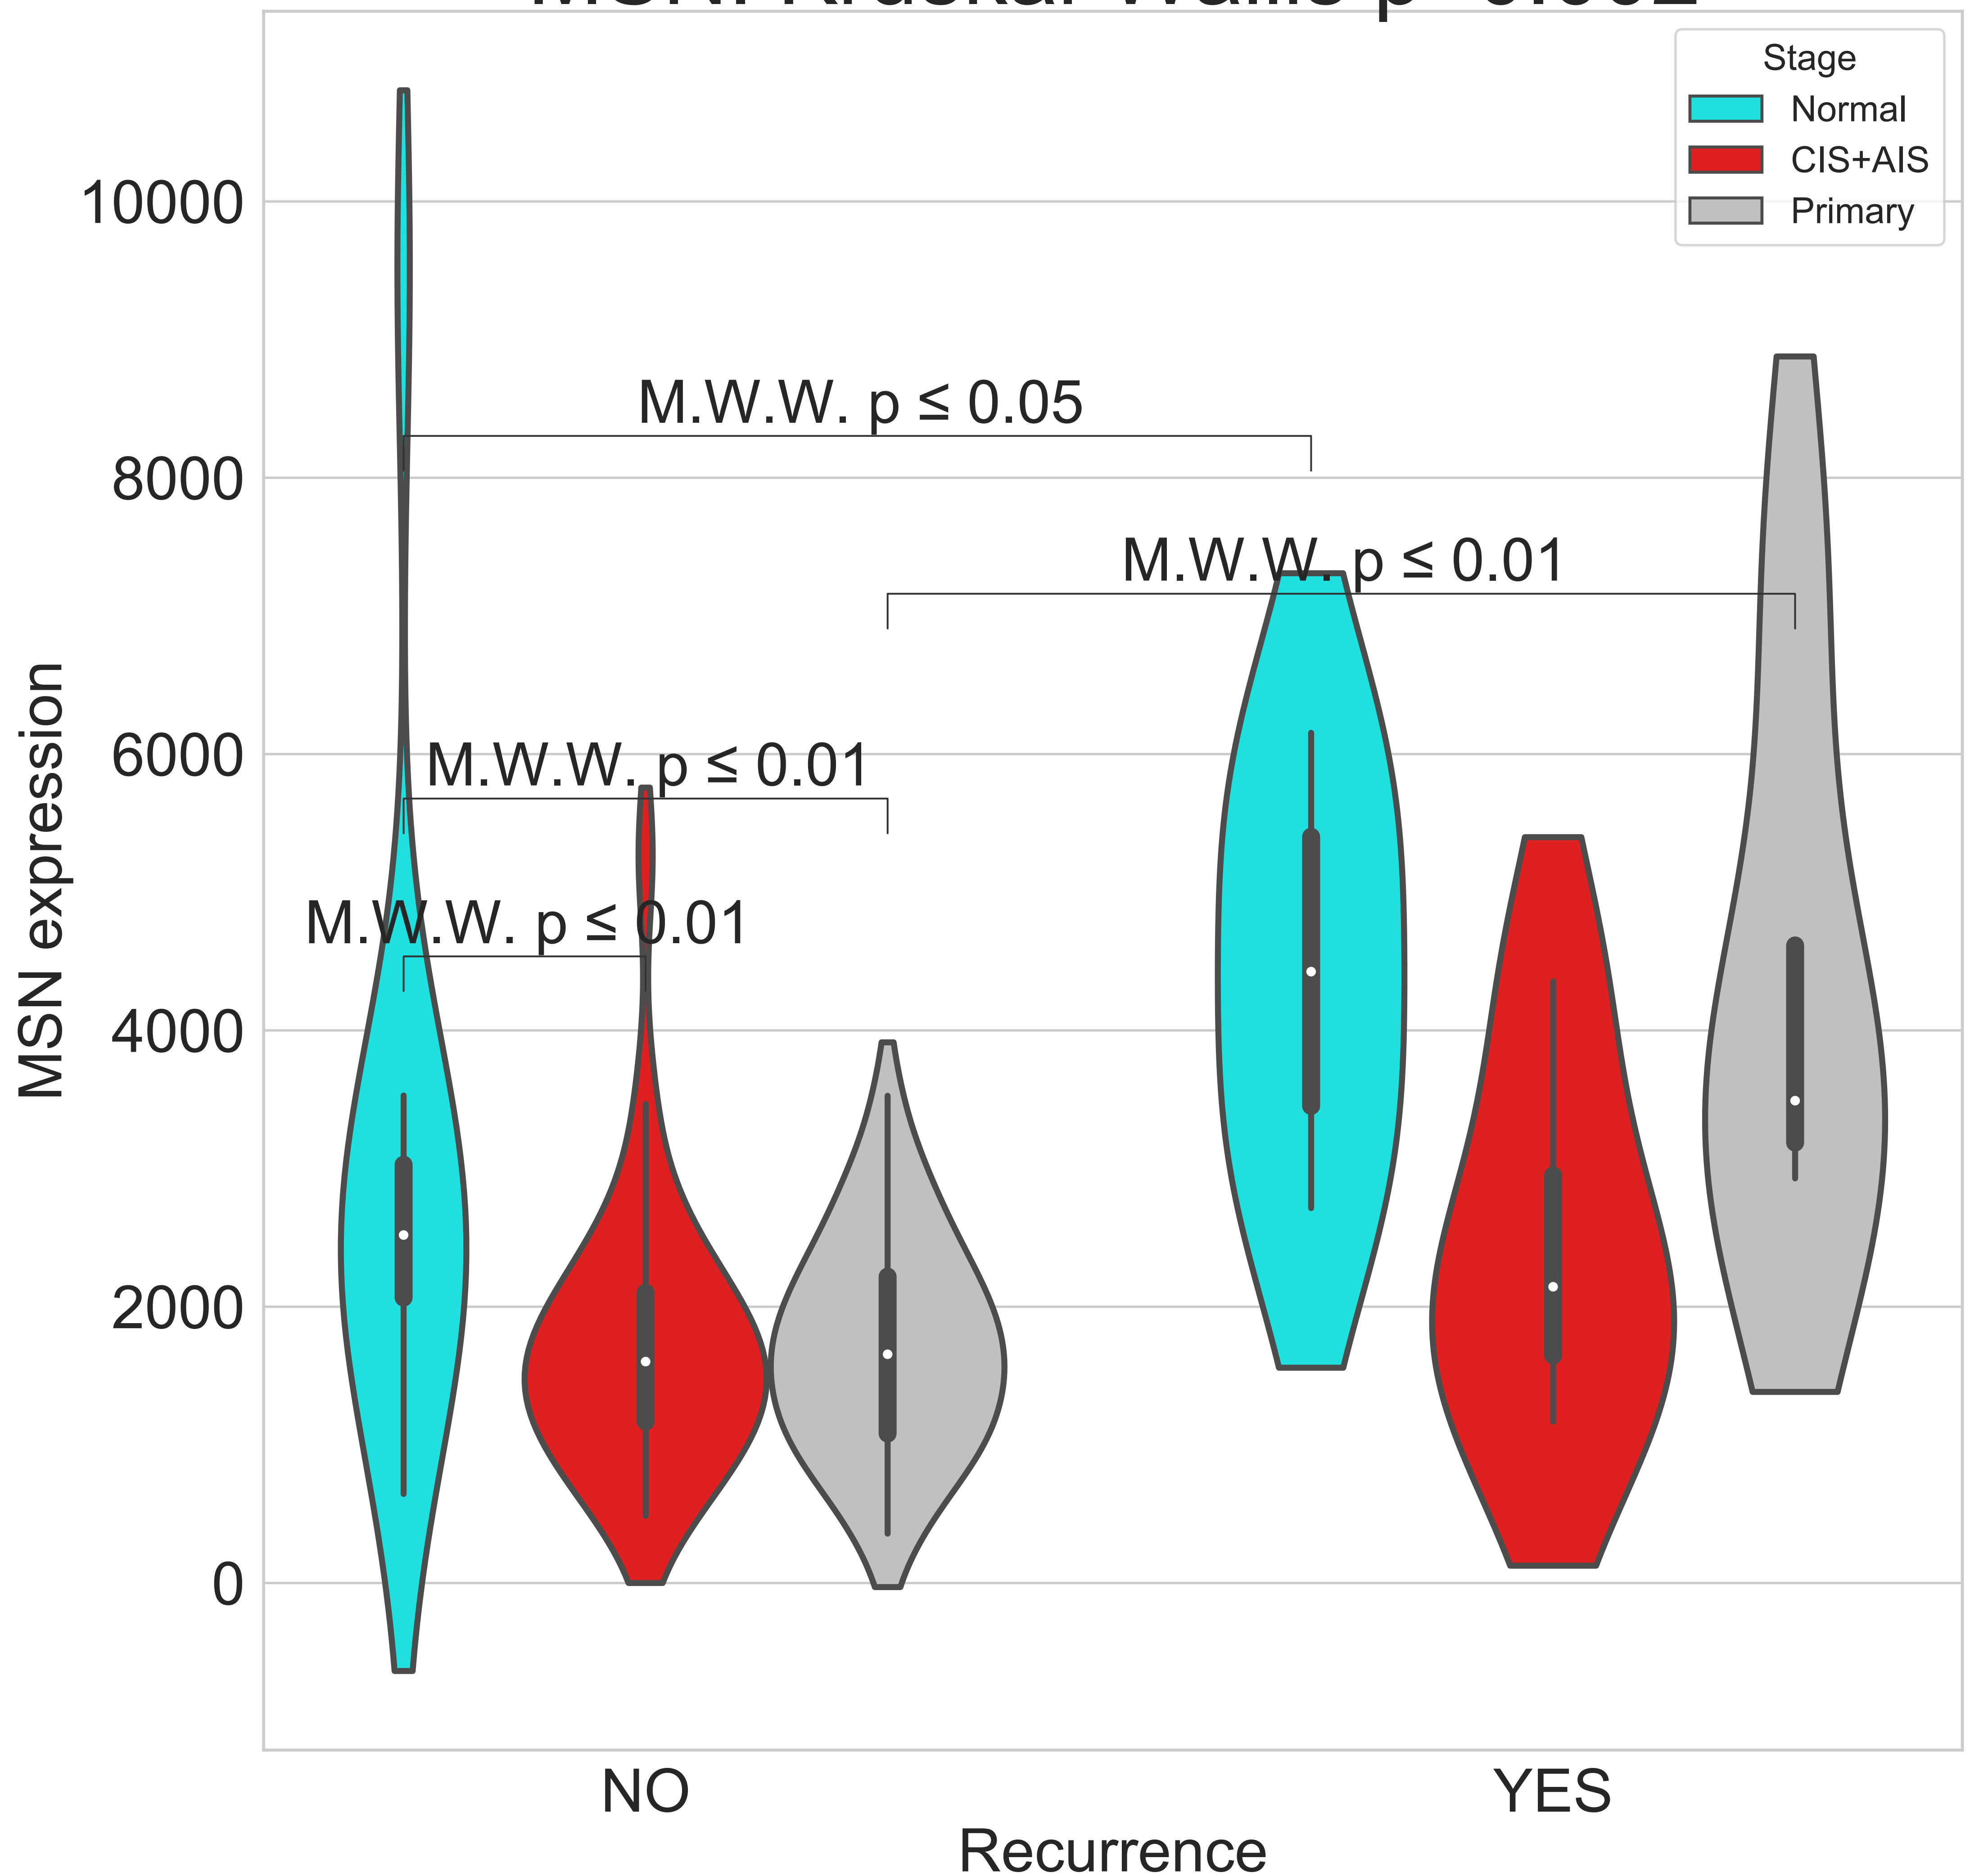 Stage
Normal
CIS+AIS
Primary
10000
8000
6000
4000
2000
0
MSN expression
M.W.W. p ≤ 0.05
M.W.W. p ≤ 0.01
M.W.W. p ≤ 0.01
M.W.W. p ≤ 0.01
NO
YES
Recurrence